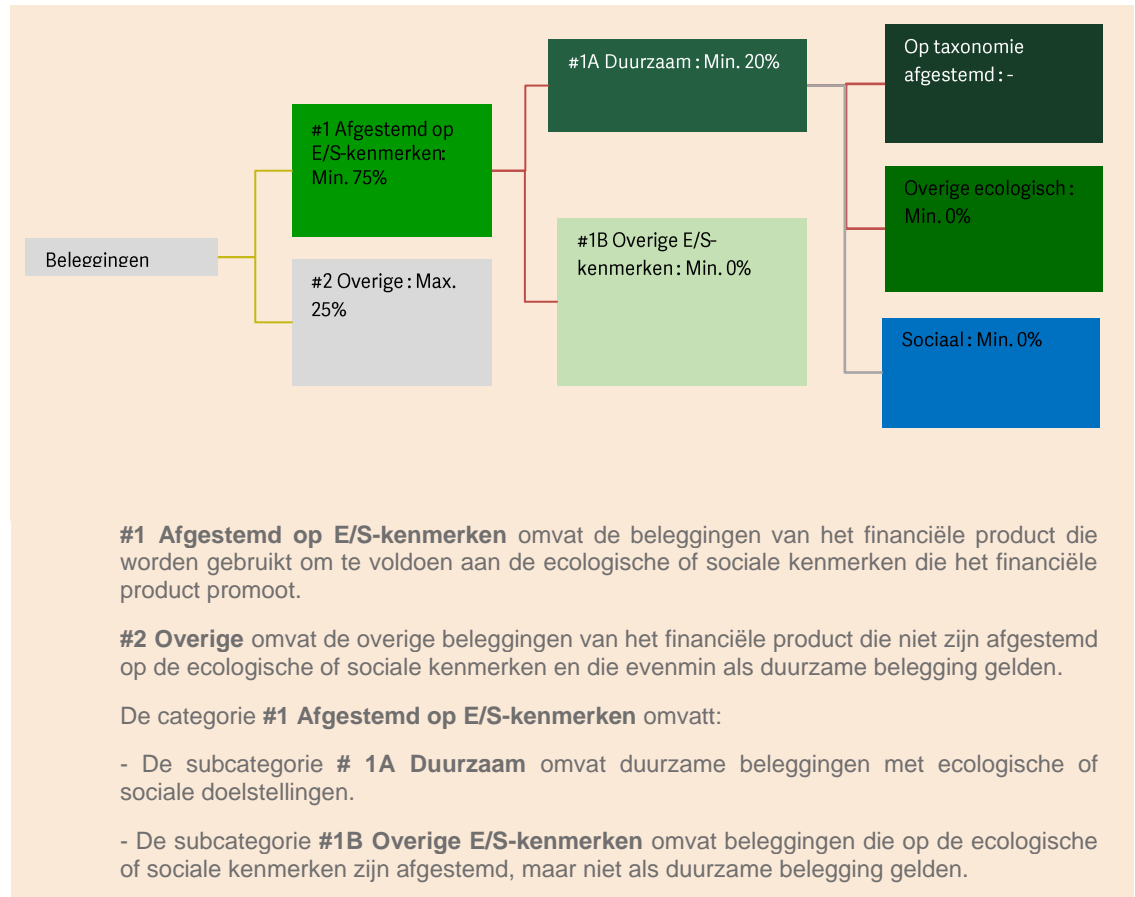 #1A Duurzaam : Min. 20%
Op taxonomie
afgestemd : -
#1 Afgestemd op
E/S-kenmerken:
Min. 75%
Overige ecologisch :
Min. 0%
#1B Overige E/S-
kenmerken : Min. 0%
Beleggingen
#2 Overige : Max.
25%
Sociaal : Min. 0%
#1 Afgestemd op E/S-kenmerken omvat de beleggingen van het financiële product die
worden gebruikt om te voldoen aan de ecologische of sociale kenmerken die het financiële
product promoot.
#2 Overige omvat de overige beleggingen van het financiële product die niet zijn afgestemd
op de ecologische of sociale kenmerken en die evenmin als duurzame belegging gelden.
De categorie #1 Afgestemd op E/S-kenmerken omvatt:
- De subcategorie # 1A Duurzaam omvat duurzame beleggingen met ecologische of
sociale doelstellingen.
- De subcategorie #1B Overige E/S-kenmerken omvat beleggingen die op de ecologische
of sociale kenmerken zijn afgestemd, maar niet als duurzame belegging gelden.